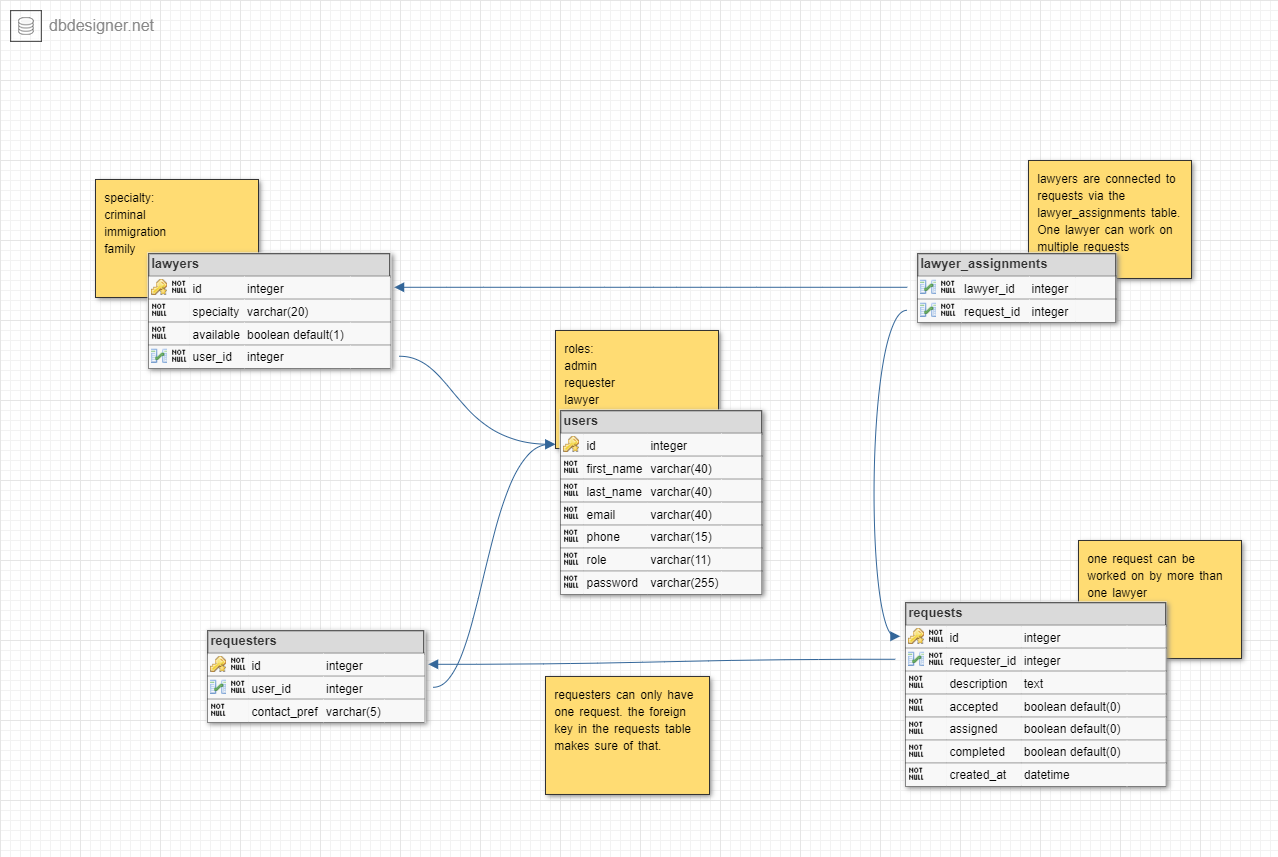 dbdesigner.net
specialty:
criminal
immigration
family
lawyers
NOT NULL id integer
NOT NULL specialty varchar(20)
NOT NULL available boolean default(1)
NOT NULL user_id integer
lawyers are connected to
requests via the
lawyer_assignments table.
One lawyer can work on
multiple requests
lawyer_assignments
NOT NULL lawyer_id integer
NOT NULL request_id integer
roles:
admin
requester
lawyer
users
id integer
NOT NULL first_name varchar(40)
NOT NULL last_name varchar(40)
NOT NULL email varchar(40)
NOT NULL phone varchar(15)
NOT NULL role varchar(11)
NOT NULL password varchar(255)
requesters
NOT NULL id integer
NOT NULL user_id integer
NOT NULL contact_pref varchar(5)
requesters can only have
one request. the foreign
key in the requests table
makes sure of that.
one request can be
worked on by more than
one lawyer
requests
NOT NULL id integer
NOT NULL requester_id integer
NOT NULL description text
NOT NULL accepted boolean default(0)
NOT NULL assigned boolean default(0)
NOT NULL completed boolean default(0)
NOT NULL created_at datetime